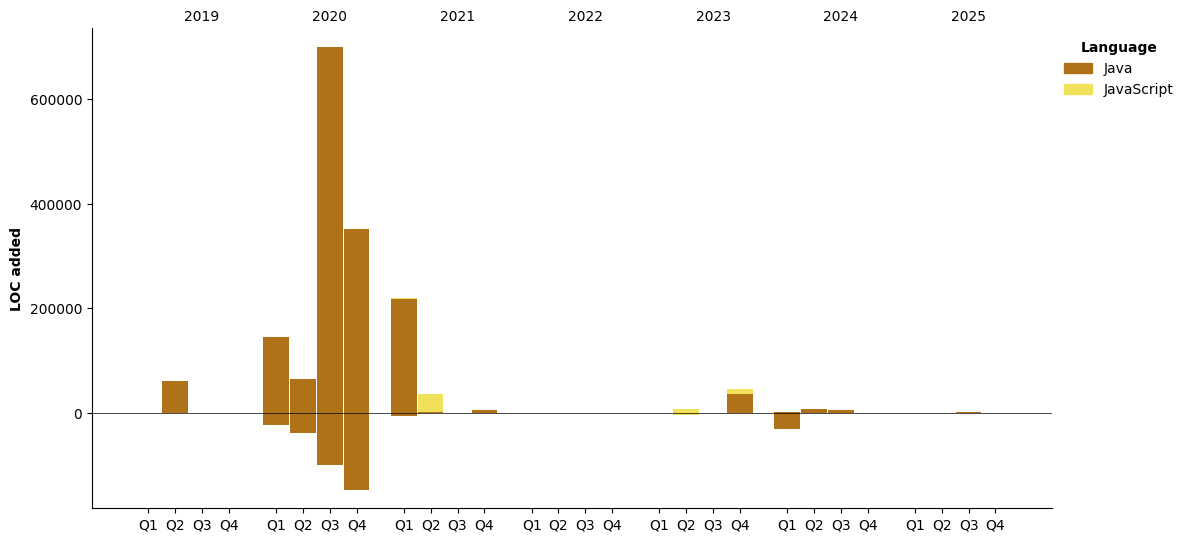 2019 2020 2021 2022 2023 2024 2025
Language
Java
JavaScript
600000
400000
200000
0
LOC added
Q1 Q2 Q3 Q4 Q1 Q2 Q3 Q4 Q1 Q2 Q3 Q4 Q1 Q2 Q3 Q4 Q1 Q2 Q3 Q4 Q1 Q2 Q3 Q4 Q1 Q2 Q3 Q4